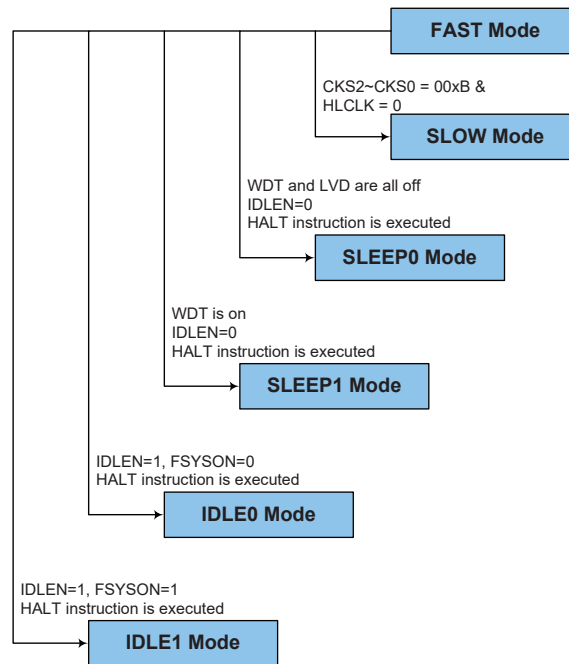 FAST Mode
CKS2~CKS0 = 00xB &
HLCLK = 0
SLOW Mode
WDT and LVD are all off
IDLEN=0
HALT instruction is executed
SLEEP0 Mode
WDT is on
IDLEN=0
HALT instruction is executed
SLEEP1 Mode
IDLEN=1, FSYSON=0
HALT instruction is executed
IDLE0 Mode
IDLEN=1, FSYSON=1
HALT instruction is executed
IDLE1 Mode